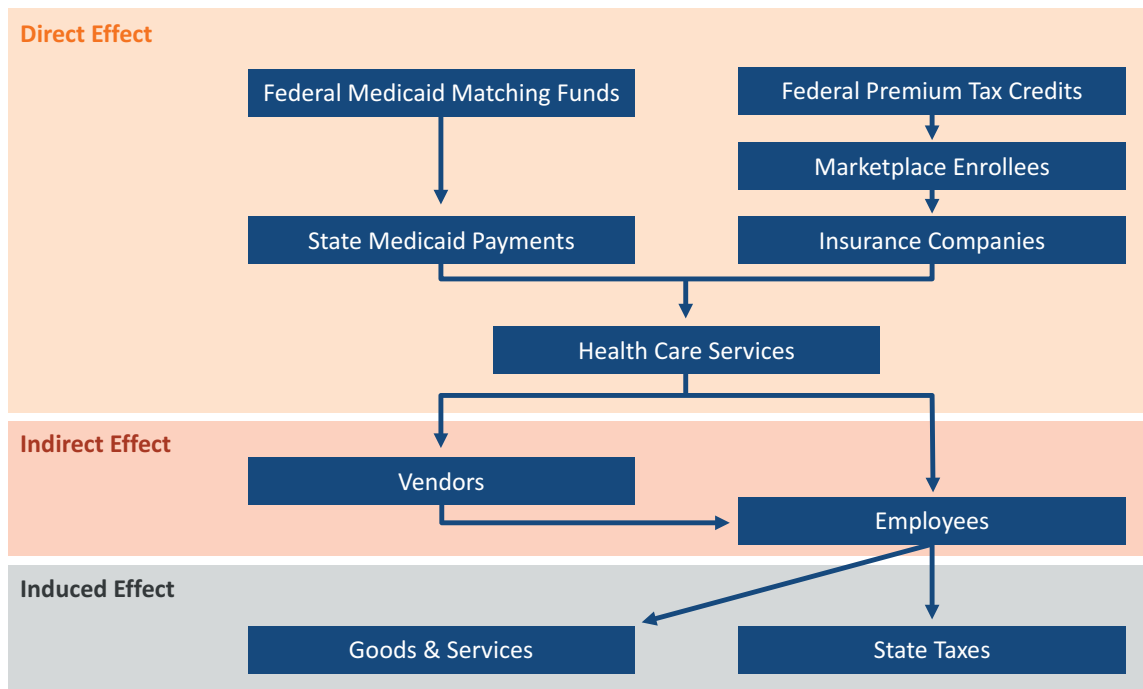 Direct Effect
Federal Medicaid Matching Funds
Federal Premium Tax Credits
Marketplace Enrollees
State Medicaid Payments
Insurance Companies
Health Care Services
Indirect Effect
Vendors
Employees
Induced Effect
Goods & Services
State Taxes